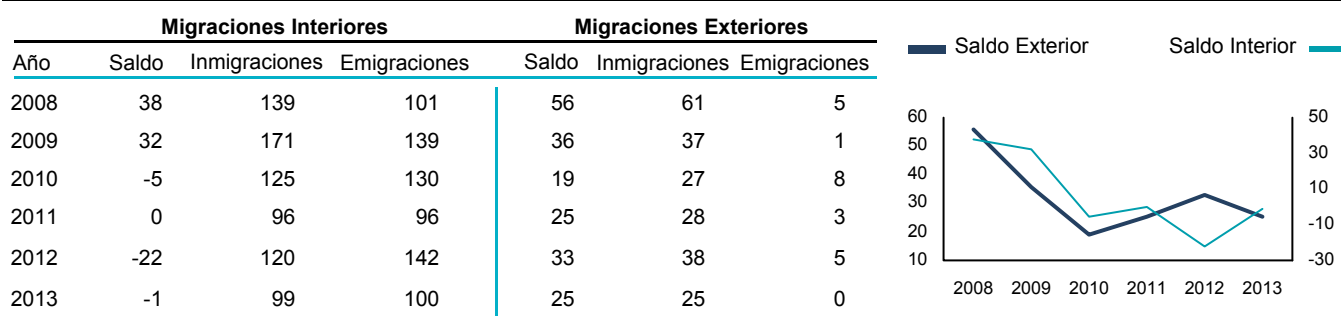 Migraciones Interiores Migraciones Exteriores
Año Saldo Inmigraciones Emigraciones Saldo Inmigraciones Emigraciones
2008 38 139 101 56 61 5
2009 32 171 139 36 37 1
2010 -5 125 130 19 27 8
2011 0 96 96 25 28 3
2012 -22 120 142 33 38 5
2013 -1 99 100 25 25 0
Saldo Exterior Saldo Interior
60 50
50 30
40 10
30 -10
20 -30
10
2008 2009 2010 2011 2012 2013